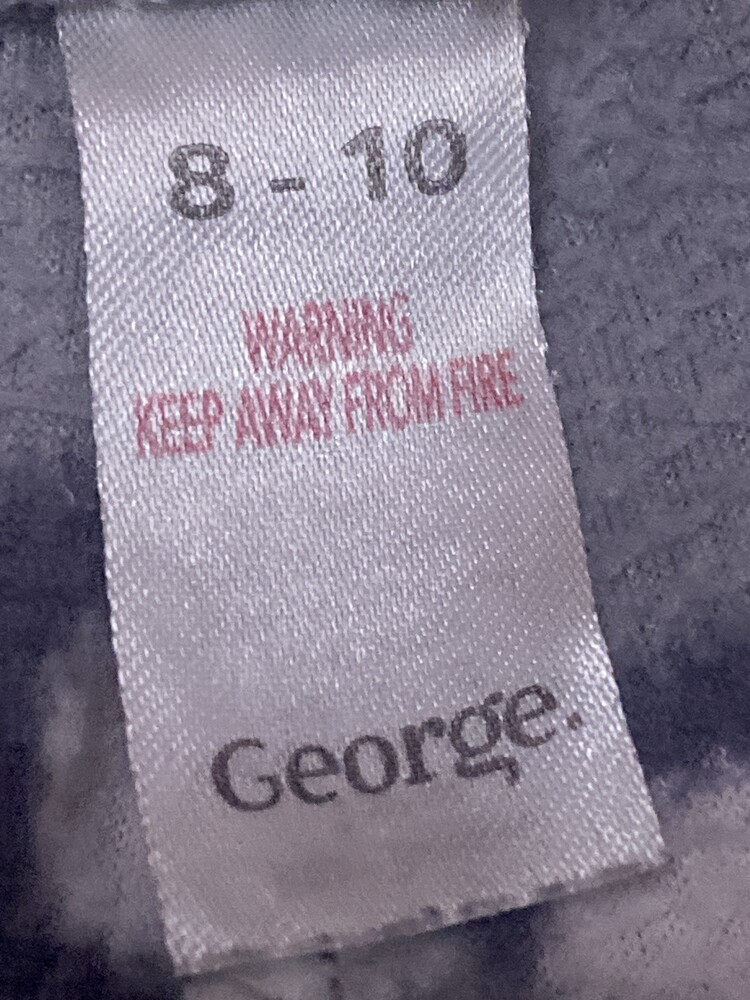 8 - 10
WARNING
KEEP AWAY FROM FIRE
George.